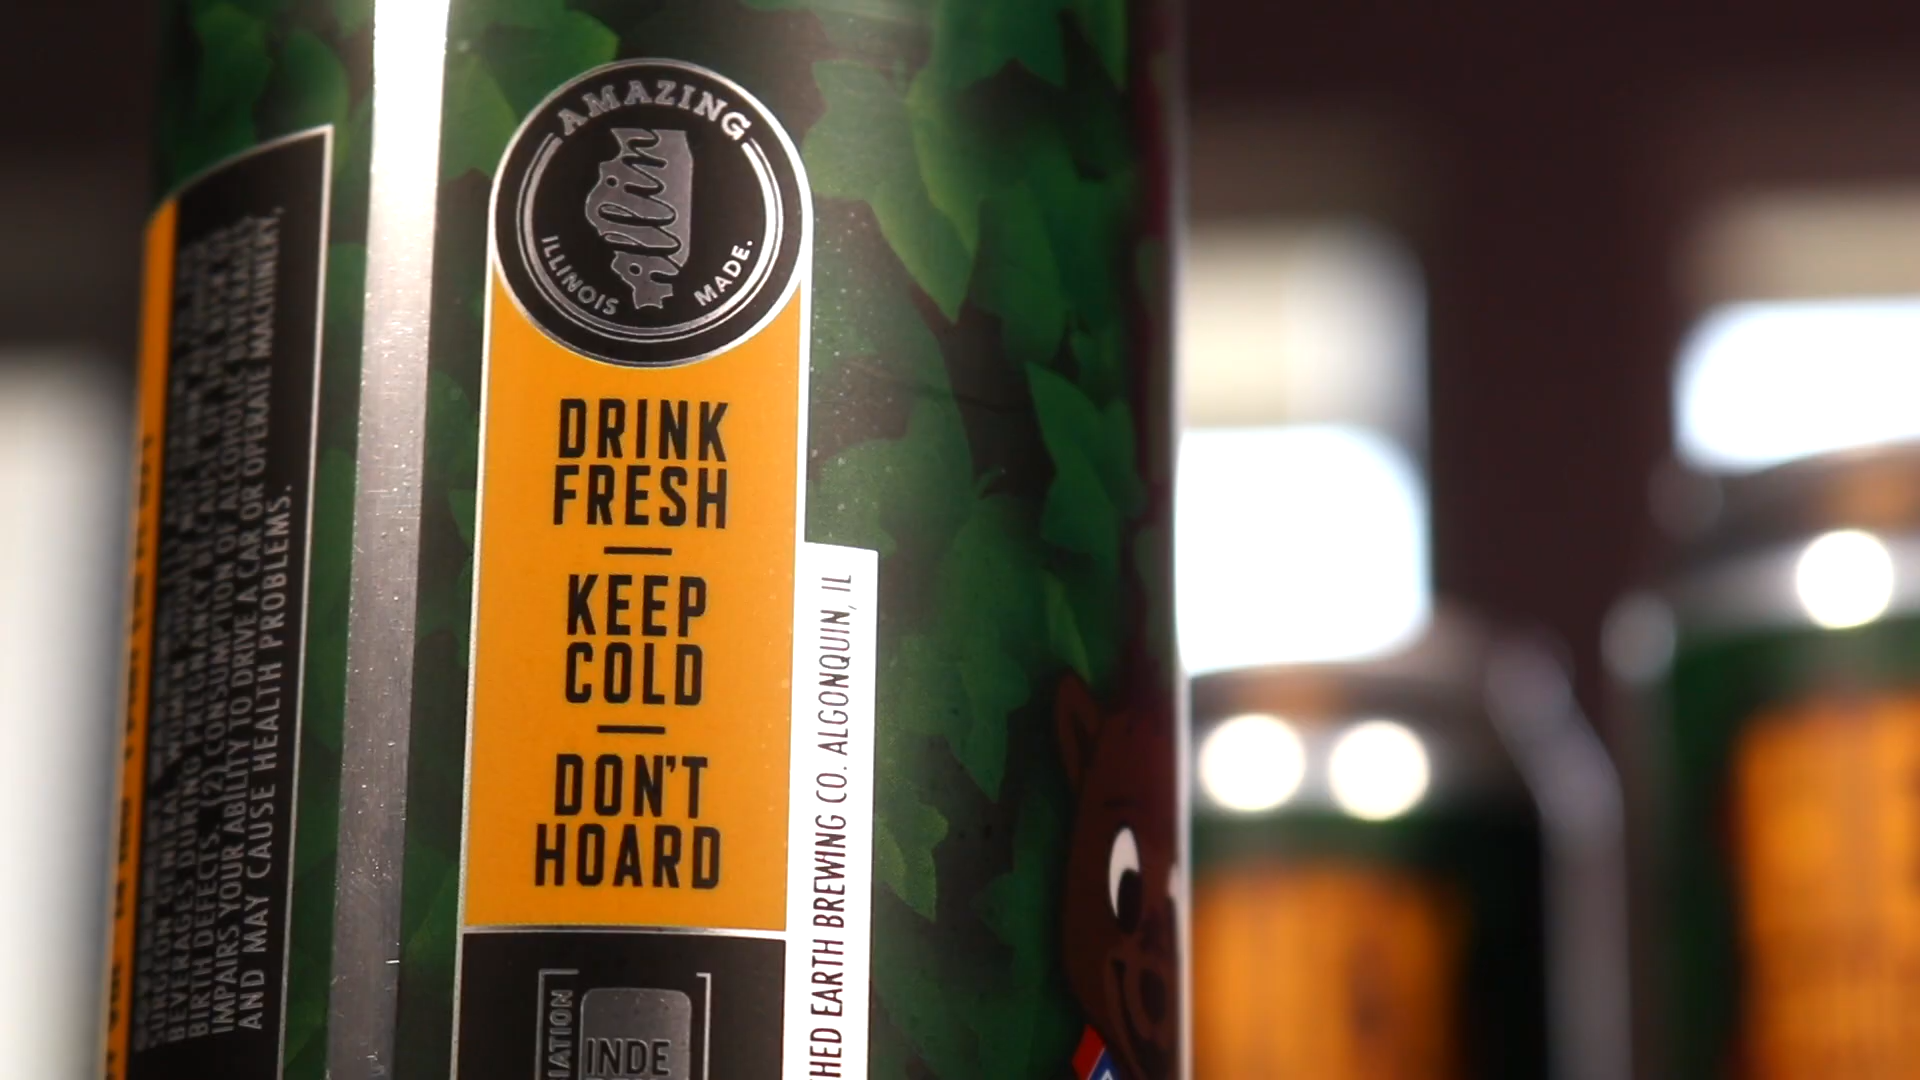 AMAZING
illin
ILLINOIS MADE.
DRINK
FRESH
KEEP
COLD
DON'T
HOARD
INDE
THED EARTH BREWING CO. ALGONQUIN, IL
BEVERAGES DURING PREGNANCY BECAUSE OF THE RISK OF
BIRTH DEFECTS. (2) CONSUMPTION OF ALCOHOLIC BEVERAGES
IMPAIRS YOUR ABILITY TO DRIVE A CAR OR OPERATE MACHINERY,
AND MAY CAUSE HEALTH PROBLEMS.